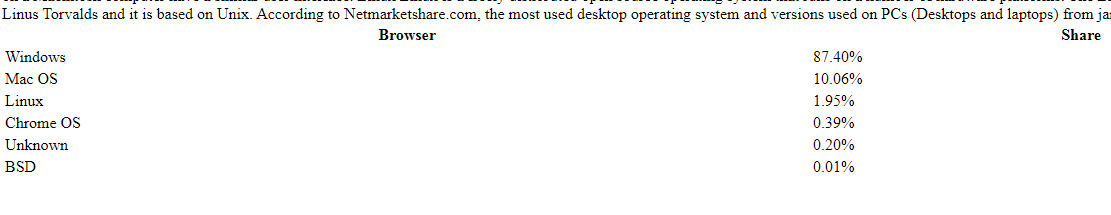 Linus Torvalds and it is based on Unix. According to Netmarketshare.com, the most used desktop operating system and versions used on PCs (Desktops and laptops) from
Browser Share
Windows 87.40%
Mac OS 10.06%
Linux 1.95%
Chrome OS 0.39%
Unknown 0.20%
BSD 0.01%